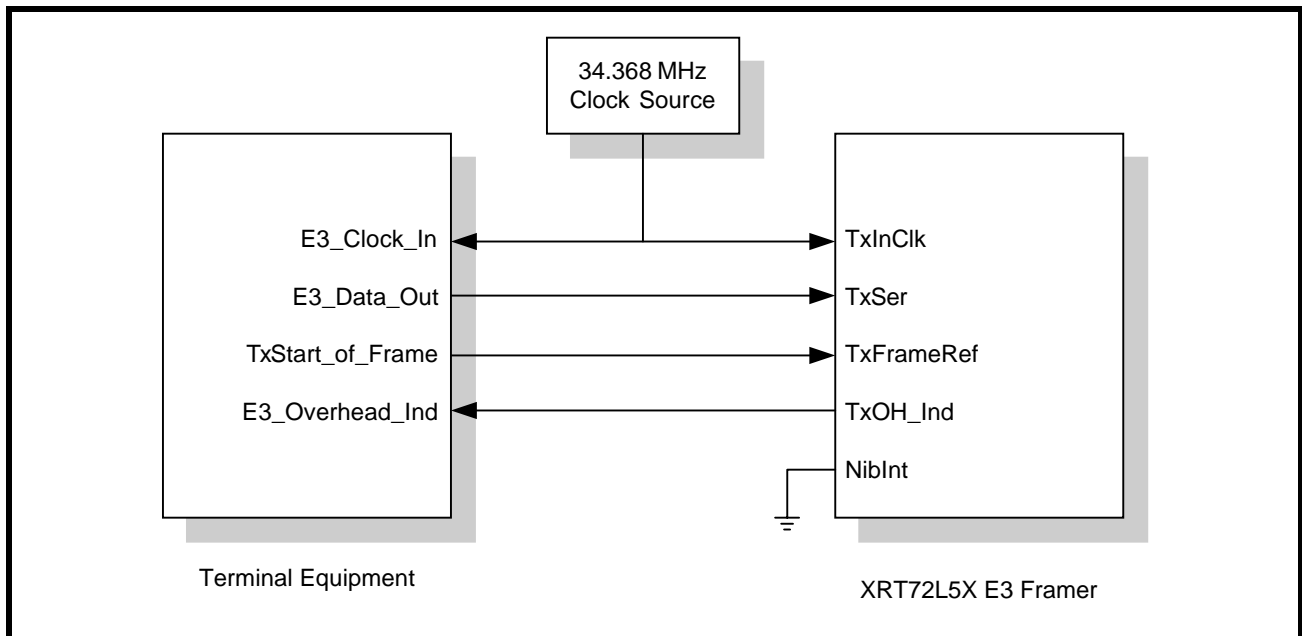 34.368 MHz
Clock Source
E3_Clock_In
TxInClk
E3_Data_Out
TxSer
TxStart_of_Frame
TxFrameRef
E3_Overhead_Ind
TxOH_Ind
NibInt
Terminal Equipment
XRT72L5X E3 Framer